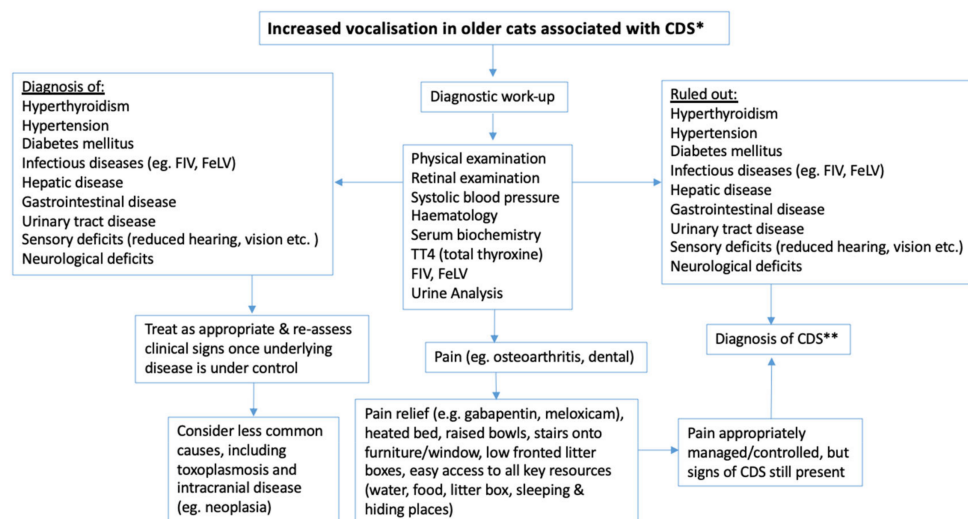 Increased vocalisation in older cats associated with CDS*
Diagnosis of:
Hyperthyroidism
Hypertension
Diabetes mellitus
Infectious diseases (eg. FIV, FeLV)
Hepatic disease
Gastrointestinal disease
Urinary tract disease
Sensory deficits (reduced hearing, vision etc. )
Neurological deficits
Diagnostic work-up
Physical examination
Retinal examination
Systolic blood pressure
Haematology
Serum biochemistry
TT4 (total thyroxine)
FIV, FeLV
Urine Analysis
Ruled out:
Hyperthyroidism
Hypertension
Diabetes mellitus
Infectious diseases (eg. FIV, FeLV)
Hepatic disease
Gastrointestinal disease
Urinary tract disease
Sensory deficits (reduced hearing, vision etc.)
Neurological deficits
Treat as appropriate & re-assess
clinical signs once underlying
disease is under control
Pain (eg. osteoarthritis, dental)
Diagnosis of CDS**
Consider less common
causes, including
toxoplasmosis and
intracranial disease
(eg. neoplasia)
Pain relief (e.g. gabapentin, meloxicam),
heated bed, raised bowls, stairs onto
furniture/window, low fronted litter
boxes, easy access to all key resources
(water, food, litter box, sleeping &
hiding places)
Pain appropriately
managed/controlled, but
signs of CDS still present